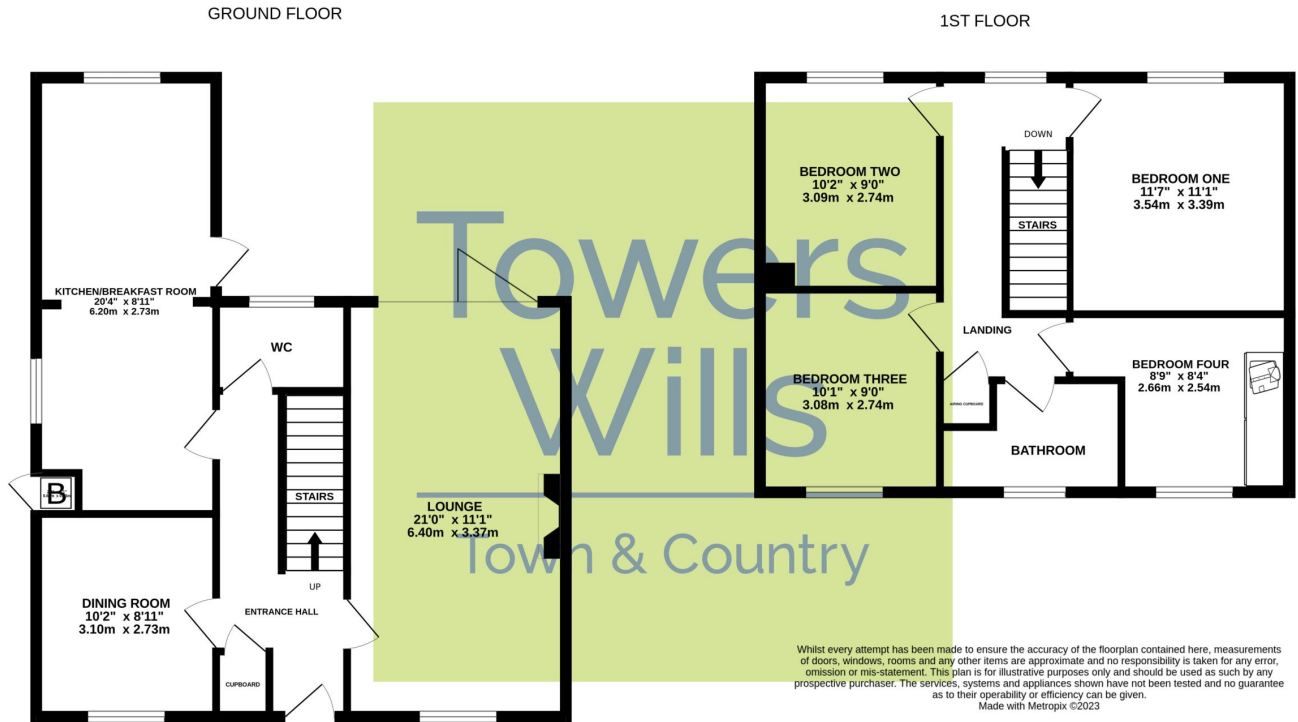 GROUND FLOOR
1ST FLOOR
KITCHEN/BREAKFAST ROOM
20'4" x 8'11"
6.20m x 2.73m
WC
B
STAIRS
UP
LOUNGE
21'0" x 11'1"
6.40m x 3.37m
DINING ROOM
10'2" x 8'11"
3.10m x 2.73m
ENTRANCE HALL
CUPBOARD
BEDROOM TWO
10'2" x 9'0"
3.09m x 2.74m
DOWN
STAIRS
BEDROOM ONE
11'7" x 11'1"
3.54m x 3.39m
LANDING
BEDROOM THREE
10'1" x 9'0"
3.08m x 2.74m
AIRING CUPBOARD
BATHROOM
BEDROOM FOUR
8'9" x 8'4"
2.66m x 2.54m
Towers
Wills
Town & Country
Whilst every attempt has been made to ensure the accuracy of the floorplan contained here, measurements
of doors, windows, rooms and any other items are approximate and no responsibility is taken for any error,
omission or mis-statement. This plan is for illustrative purposes only and should be used as such by any
prospective purchaser. The services, systems and appliances shown have not been tested and no guarantee
as to their operability or efficiency can be given.
Made with Metropix ©2023